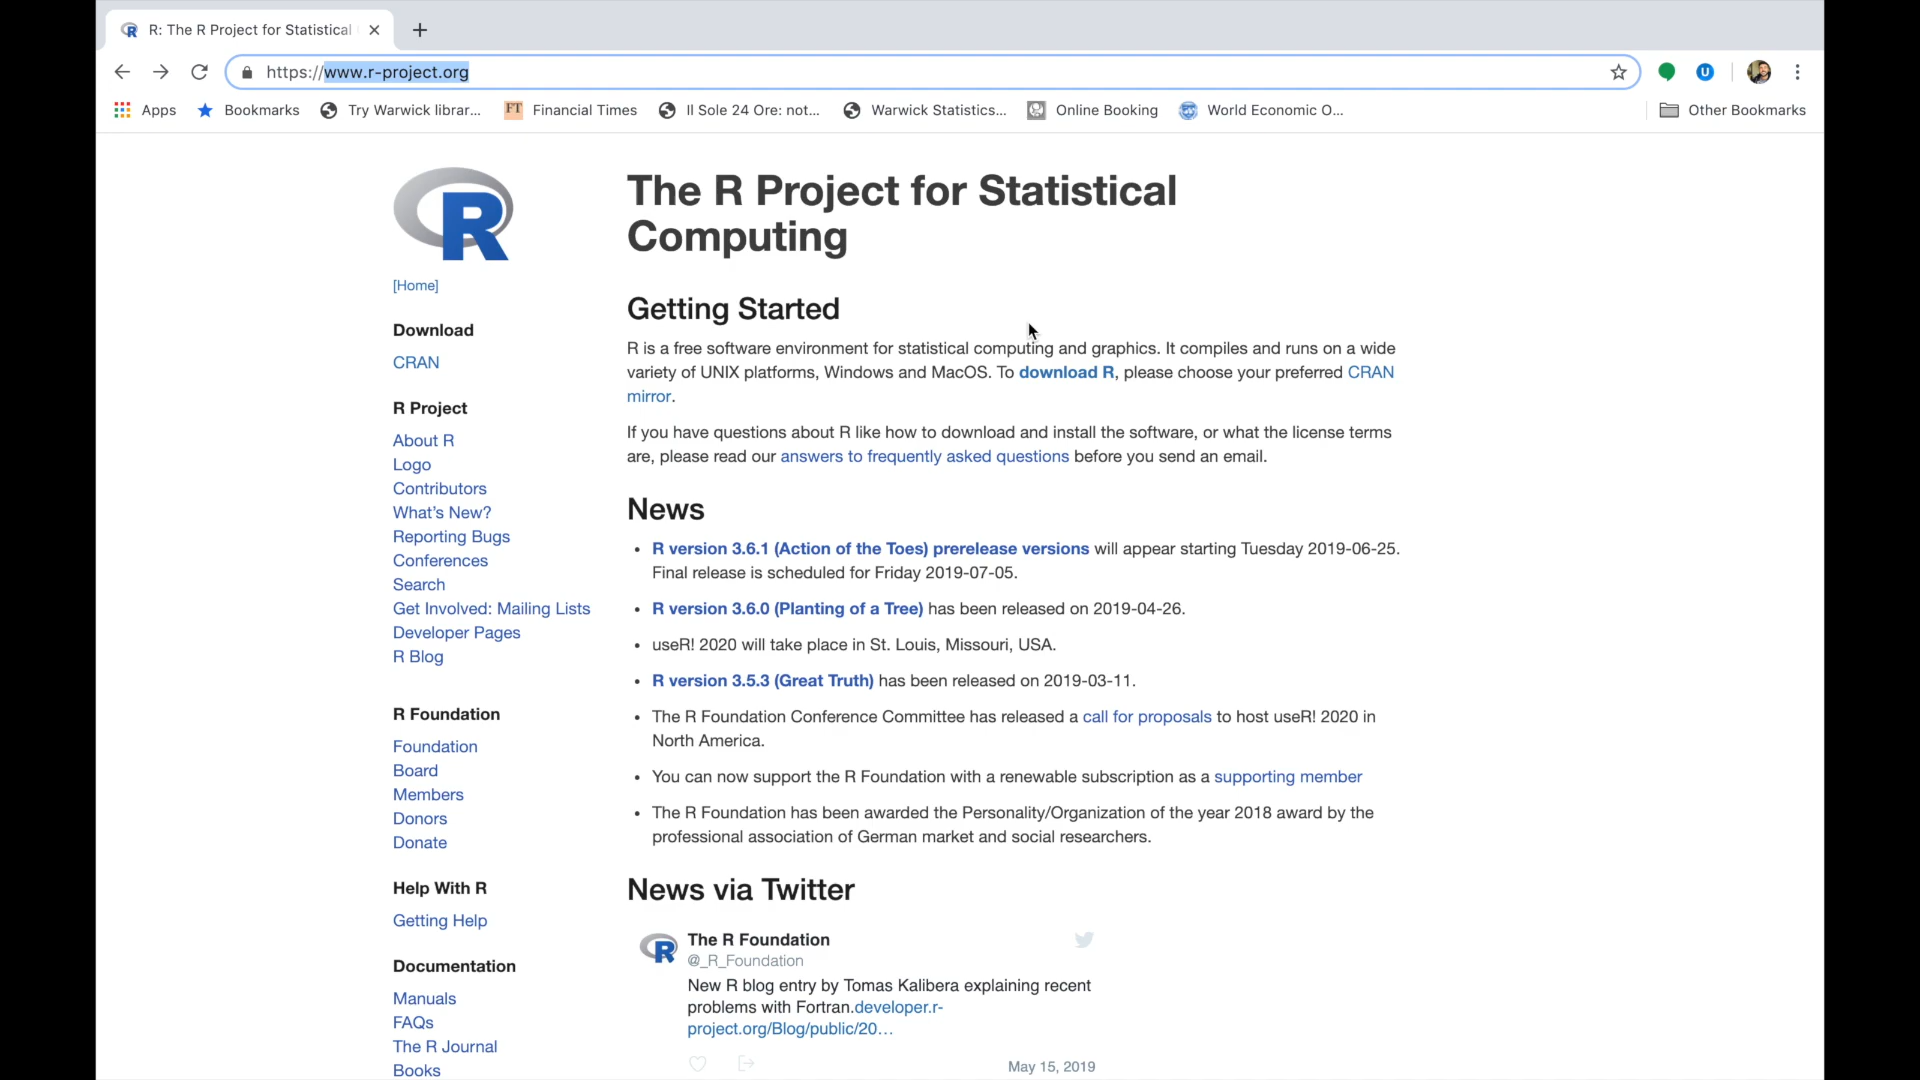 R: The R Project for Statistical
https://www.r-project.org
U
Apps Bookmarks Try Warwick librar... FT Financial Times Il Sole 24 Ore: not... Warwick Statistics... Online Booking World Economic O... Other Bookmarks
R
[Home]
Download
CRAN
R Project
About R
Logo
Contributors
What's New?
Reporting Bugs
Conferences
Search
Get Involved: Mailing Lists
Developer Pages
R Blog
R Foundation
Foundation
Board
Members
Donors
Donate
Help With R
Getting Help
Documentation
Manuals
FAQs
The R Journal
Books
The R Project for Statistical
Computing
Getting Started
R is a free software environment for statistical computing and graphics. It compiles and runs on a wide
variety of UNIX platforms, Windows and MacOS. To download R, please choose your preferred CRAN
mirror.
If you have questions about R like how to download and install the software, or what the license terms
are, please read our answers to frequently asked questions before you send an email.
News
• R version 3.6.1 (Action of the Toes) prerelease versions will appear starting Tuesday 2019-06-25.
Final release is scheduled for Friday 2019-07-05.
• R version 3.6.0 (Planting of a Tree) has been released on 2019-04-26.
• useR! 2020 will take place in St. Louis, Missouri, USA.
• R version 3.5.3 (Great Truth) has been released on 2019-03-11.
• The R Foundation Conference Committee has released a call for proposals to host useR! 2020 in
North America.
• You can now support the R Foundation with a renewable subscription as a supporting member
• The R Foundation has been awarded the Personality/Organization of the year 2018 award by the
professional association of German market and social researchers.
News via Twitter
R
The R Foundation
@_R_Foundation
New R blog entry by Tomas Kalibera explaining recent
problems with Fortran.developer.r-
project.org/Blog/public/20…
May 15, 2019